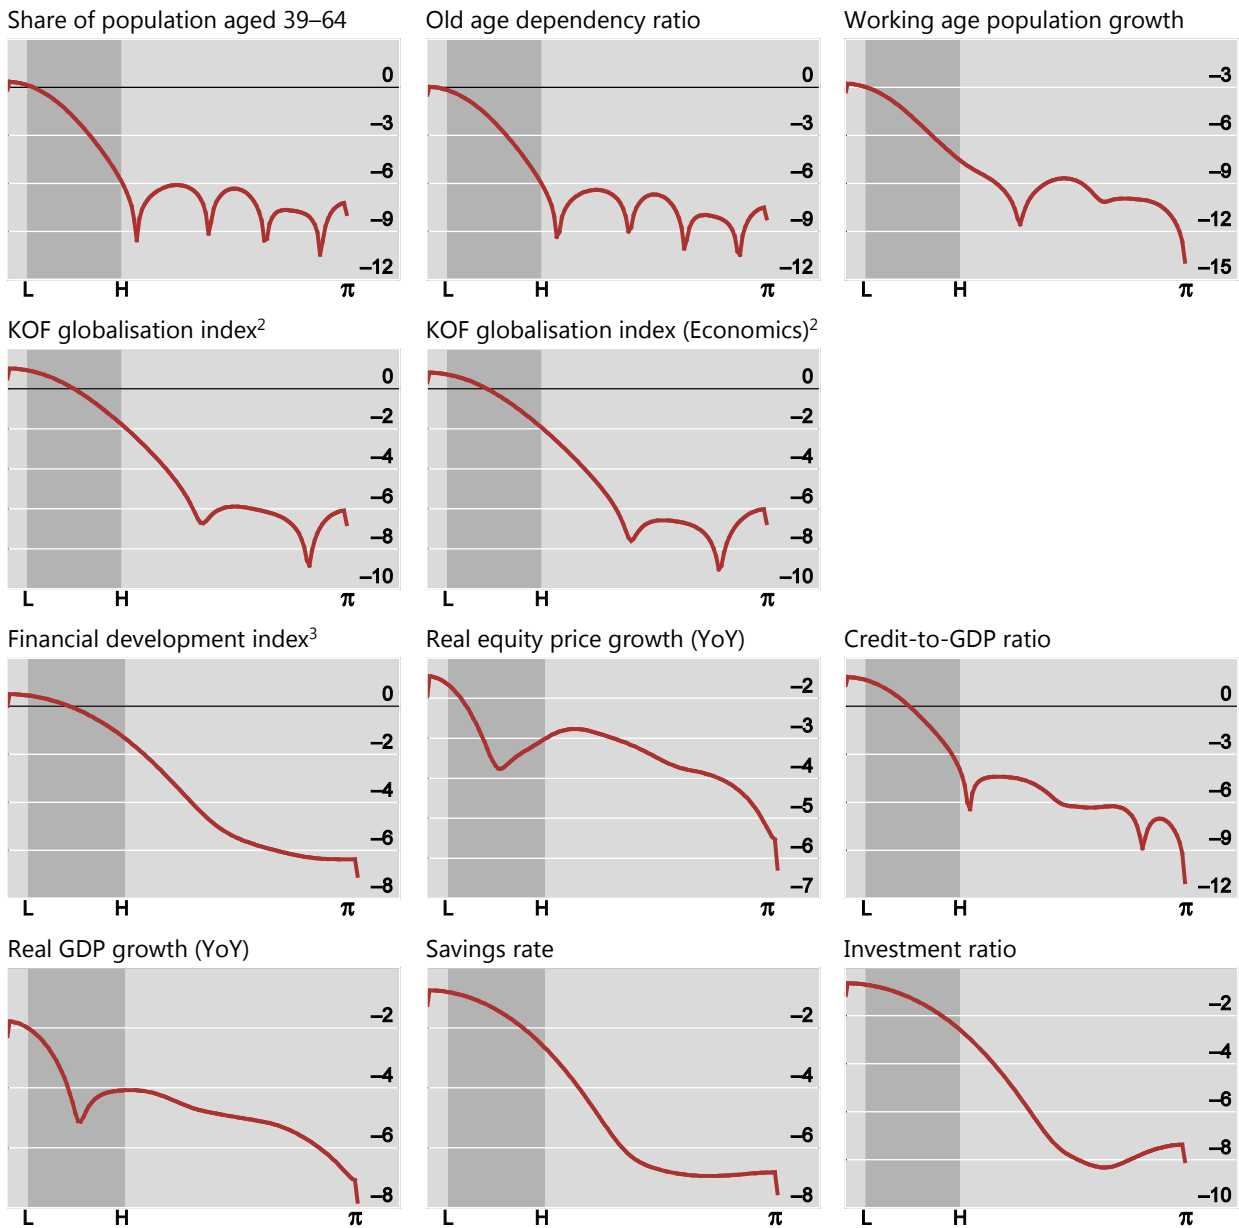 Share of population aged 39–64
Old age dependency ratio
Working age population growth
0
–3
–6
–9
–12
L H π
0
–3
–6
–9
–12
L H π
–3
–6
–9
–12
–15
L H π
KOF globalisation index²
KOF globalisation index (Economics)²
0
–2
–4
–6
–8
–10
L H π
0
–2
–4
–6
–8
–10
L H π
Financial development index³
Real equity price growth (YoY)
Credit-to-GDP ratio
0
–2
–4
–6
–8
L H π
–2
–3
–4
–5
–6
–7
L H π
0
–3
–6
–9
–12
L H π
Real GDP growth (YoY)
Savings rate
Investment ratio
–2
–4
–6
–8
L H π
–2
–4
–6
–8
L H π
–2
–4
–6
–8
–10
L H π